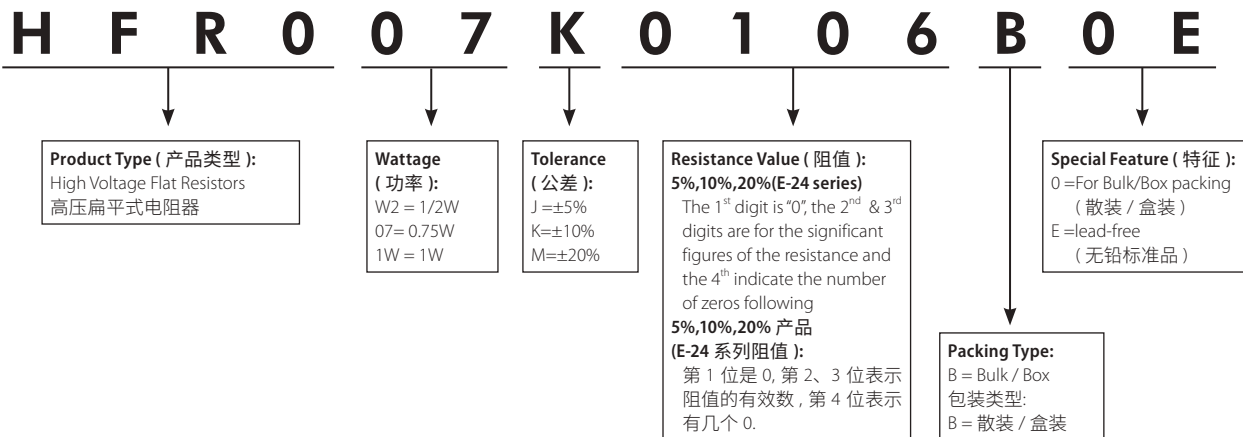 H F R 0 0 7 K 0 1 0 6 B 0 E
Product Type ( 产品类型 ):
High Voltage Flat Resistors
高压扁平式电阻器
Wattage
( 功率 ):
W2 = 1/2W
07= 0.75W
1W = 1W
Tolerance
( 公差 ):
J =±5%
K=±10%
M=±20%
Resistance Value ( 阻值 ):
5%,10%,20%(E-24 series)
The 1st digit is “0”, the 2nd & 3rd
digits are for the significant
figures of the resistance and
the 4th indicate the number
of zeros following
5%,10%,20% 产品
(E-24 系列阻值 ):
第 1 位是 0, 第 2、3 位表示
阻值的有效数 , 第 4 位表示
有几个 0.
Packing Type:
B = Bulk / Box
包装类型:
B = 散装 / 盒装
Special Feature ( 特征 ):
0 =For Bulk/Box packing
( 散装 / 盒装 )
E =lead-free
( 无铅标准品 )